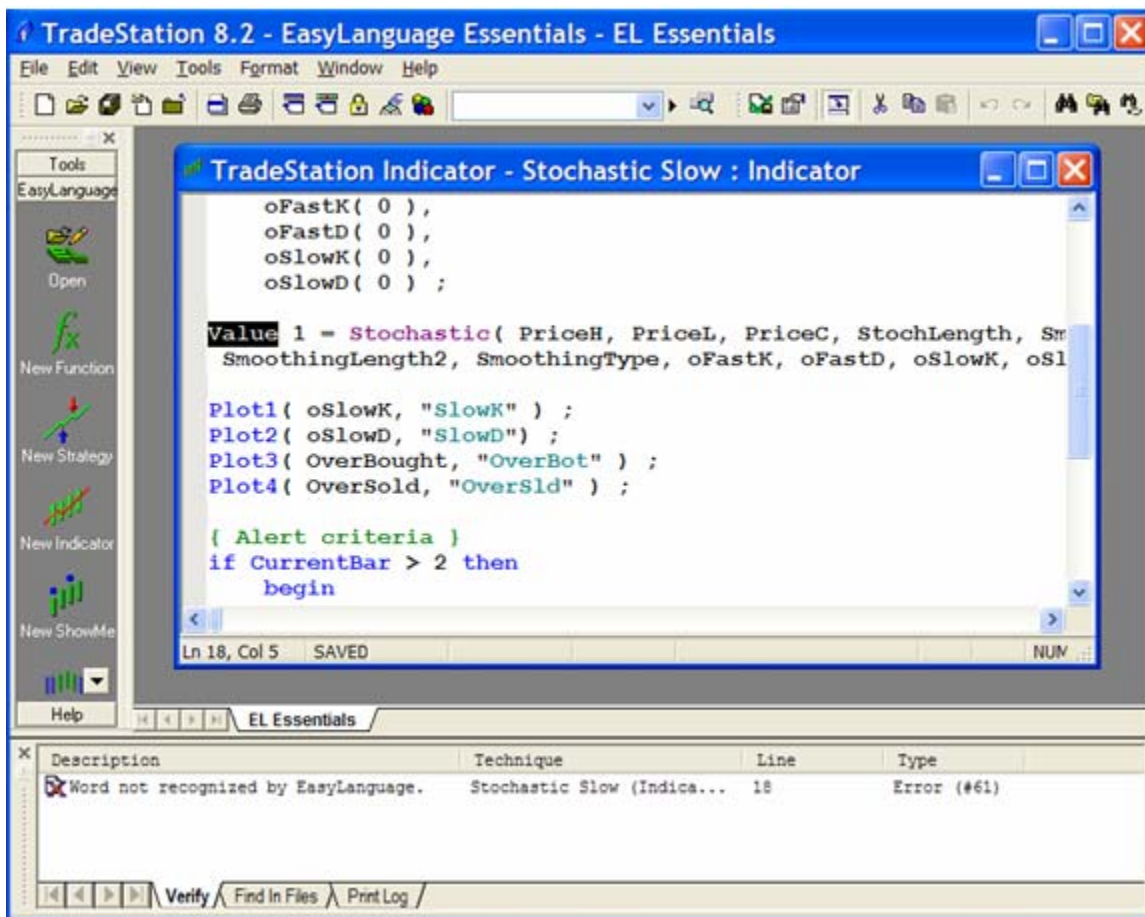 TradeStation 8.2 - EasyLanguage Essentials - EL Essentials
File Edit View Tools Format Window Help
Tools
EasyLanguage
Open
New Function
New Strategy
New Indicator
New ShowMe
Help
TradeStation Indicator - Stochastic Slow : Indicator
oFastK( 0 ),
oFastD( 0 ),
oSlowK( 0 ),
oSlowD( 0 ) ;
Value 1 = Stochastic( PriceH, PriceL, PriceC, StochLength, Sm
SmoothingLength2, SmoothingType, oFastK, oFastD, oSlowK, oSl
Plot1( oSlowK, "SlowK" ) ;
Plot2( oSlowD, "SlowD") ;
Plot3( OverBought, "OverBot" ) ;
Plot4( OverSold, "OverSld" ) ;
{ Alert criteria }
if CurrentBar > 2 then
begin
Ln 18, Col 5 SAVED NUM
EL Essentials
Description Technique Line Type
Word not recognized by EasyLanguage. Stochastic Slow (Indica... 18 Error (#61)
Verify Find In Files Print Log